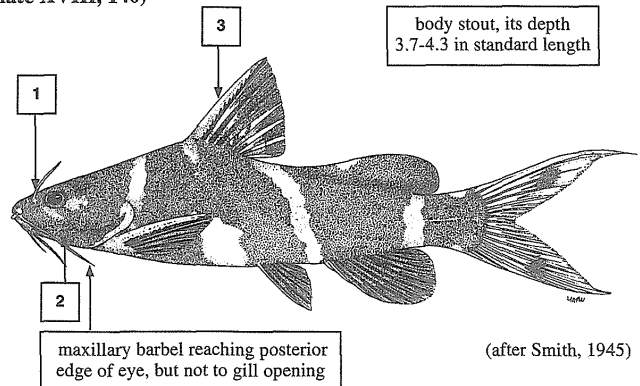 late XVIII, 140)
3
body stout, its depth
3.7-4.3 in standard length
1
2
maxillary barbel reaching posterior
edge of eye, but not to gill opening
(after Smith, 1945)